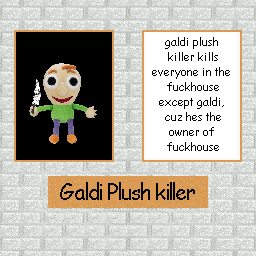 galdi plush
killer kills
everyone in the
fuckhouse
except galdi,
cuz hes the
owner of
fuckhouse
Galdi Plush killer